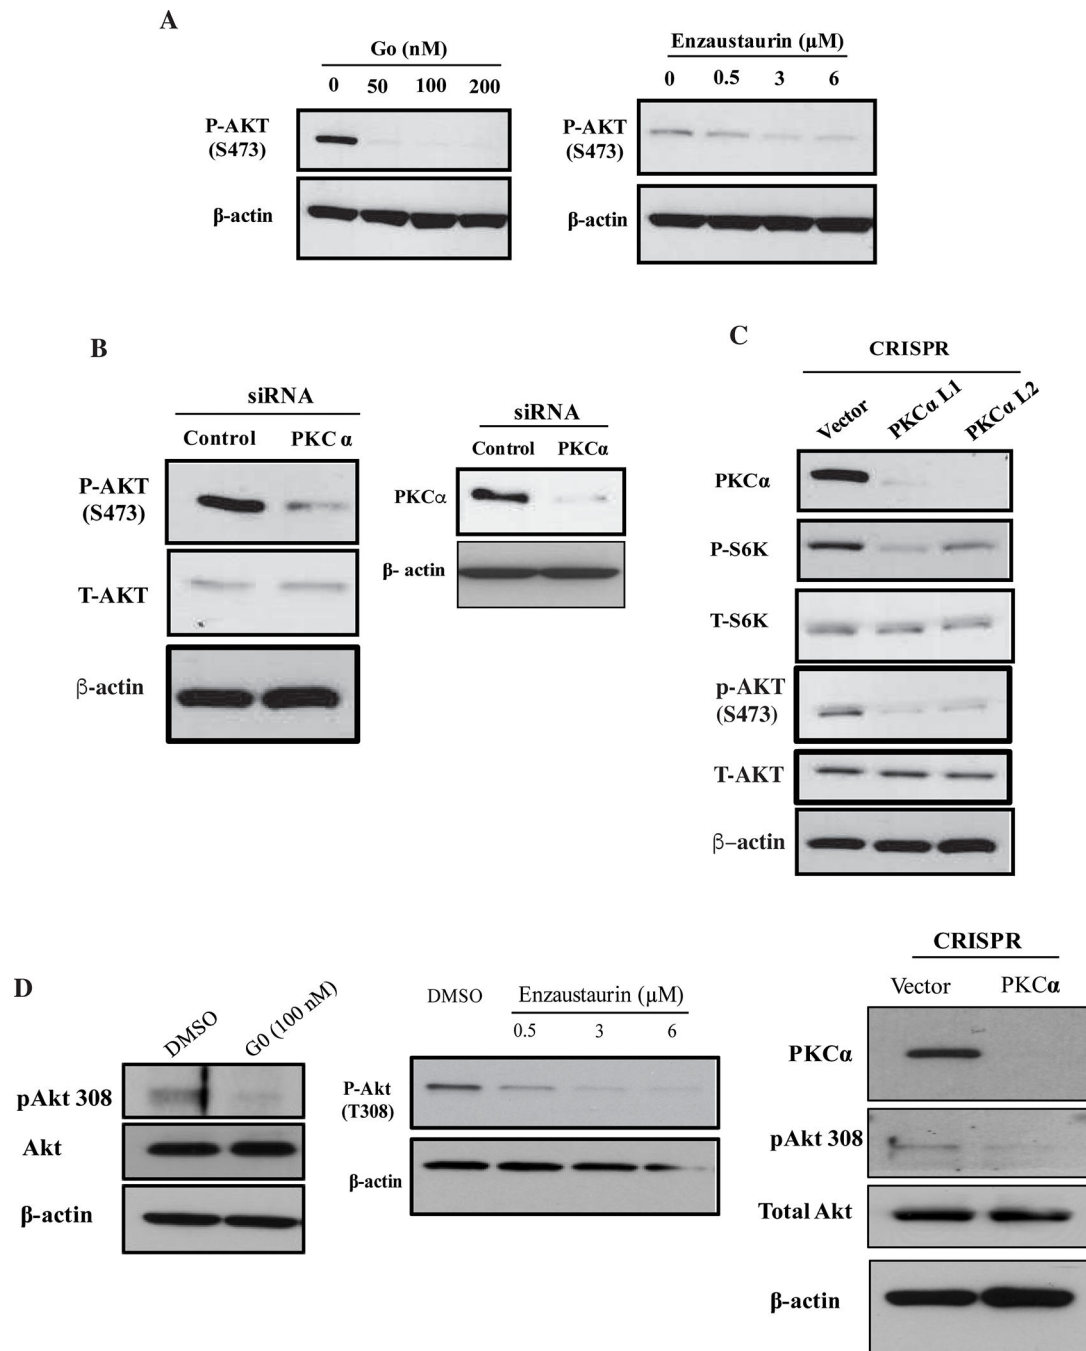 A
Go (nM)
0 50 100 200
P-AKT
(S473)
β-actin
Enzaustaurin (μM)
0 0.5 3 6
P-AKT
(S473)
β-actin
B
siRNA
Control PKC α
P-AKT
(S473)
T-AKT
β-actin
siRNA
Control PKCα
PKCα
β- actin
C
CRISPR
Vector PKCα L1 PKCα L2
PKCα
P-S6K
T-S6K
p-AKT
(S473)
T-AKT
β-actin
D
DMSO G0 (100 nM)
pAkt 308
Akt
β-actin
DMSO Enzaustaurin (μM)
0.5 3 6
P-Akt
(T308)
β-actin
CRISPR
Vector PKCα
PKCα
pAkt 308
Total Akt
β-actin